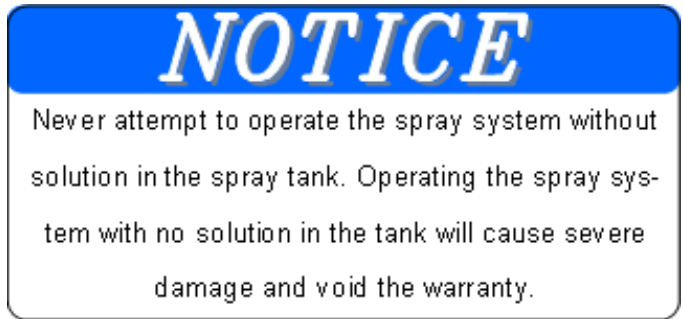 NOTICE
Never attempt to operate the spray system without
solution in the spray tank. Operating the spray sys-
tem with no solution in the tank will cause severe
damage and void the warranty.